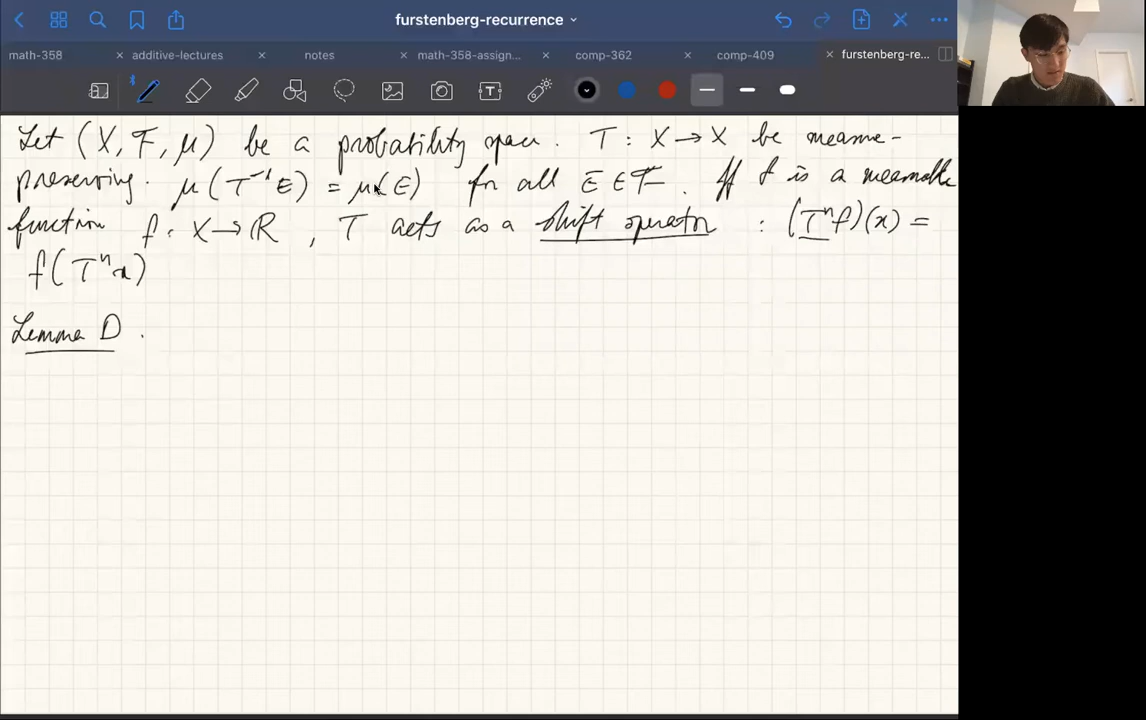 furstenberg-recurrence
math-358 × additive-lectures × notes × math-358-assign... × comp-362 × comp-409 × furstenberg-re...
Let (X, F, μ) be a probability space. T : X → X be measure-
preserving. μ(T⁻¹E) = μ(E) for all E ∈ F. If f is a measurable
function f : X → R, T acts as a shift operator : (Tⁿf)(x) =
f(Tⁿx)
Lemma D.